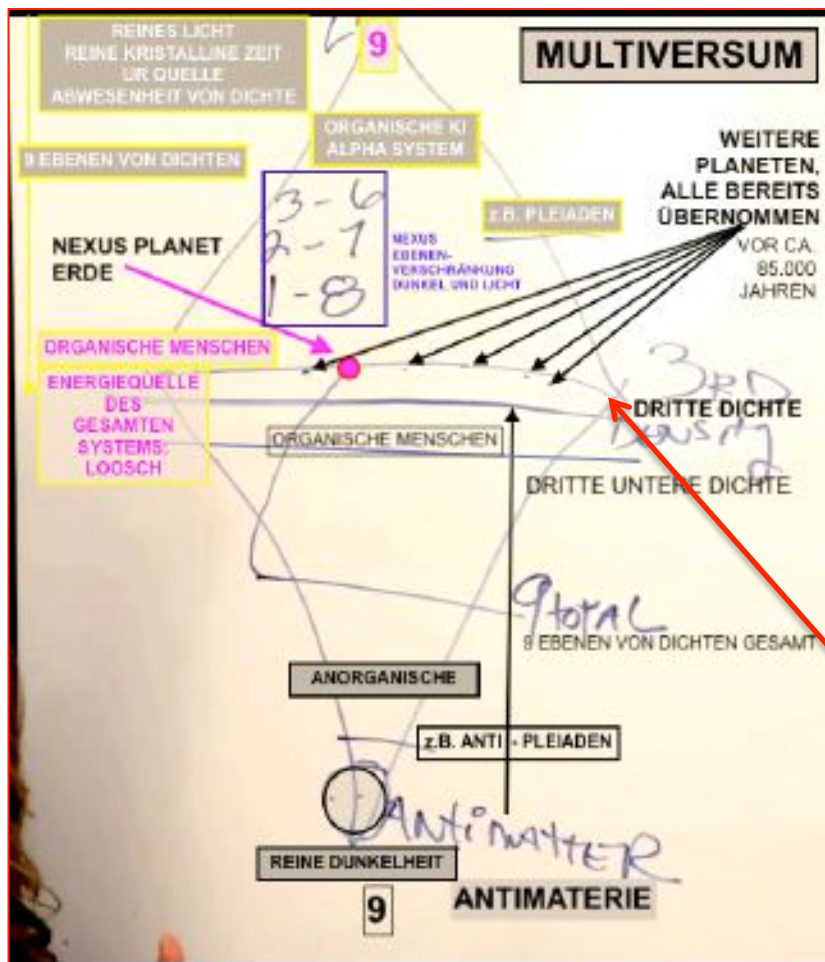 REINES LICHT
REINE KRISTALLINE ZEIT
UR QUELLE
ABWESENHEIT VON DICHTE
9
MULTIVERSUM
ORGANISCHE KI
ALPHA SYSTEM
9 EBENEN VON DICHTEN
WEITERE
PLANETEN,
ALLE BEREITS
ÜBERNOMMEN
VOR CA.
85.000
JAHREN
z.B. PLEIADEN
3-6
2-7
1-8
NEXUS
EBENEN-
VERSCHRÄNKUNG
DUNKEL UND LICHT
NEXUS PLANET
ERDE
ORGANISCHE MENSCHEN
ENERGIEQUELLE
DES
GESAMTEN
SYSTEMS:
LOOSCH
3RD
DRITTE DICHTE
DENSITY
ORGANISCHE MENSCHEN
DRITTE UNTERE DICHTE
9 TOTAL
9 EBENEN VON DICHTEN GESAMT
ANORGANISCHE
z.B. ANTI - PLEIADEN
ANTIMATTER
REINE DUNKELHEIT
ANTIMATERIE
9